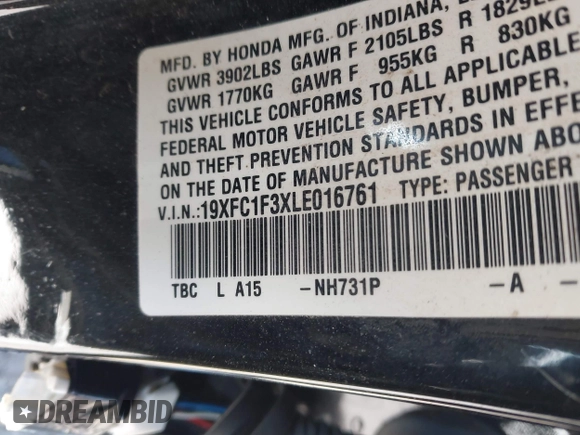 MFD. BY HONDA MFG. OF INDIANA,
GVWR 3902LBS GAWR F 2105LBS R
GVWR 1770KG GAWR F 955KG R 830KG
THIS VEHICLE CONFORMS TO ALL APPLICABLE
FEDERAL MOTOR VEHICLE SAFETY, BUMPER,
AND THEFT PREVENTION STANDARDS IN
ON THE DATE OF MANUFACTURE SHOWN
V.I.N.:19XFC1F3XLE016761 TYPE: PASSENGER
TBC L A15 -NH731P -A -
DREAMBID